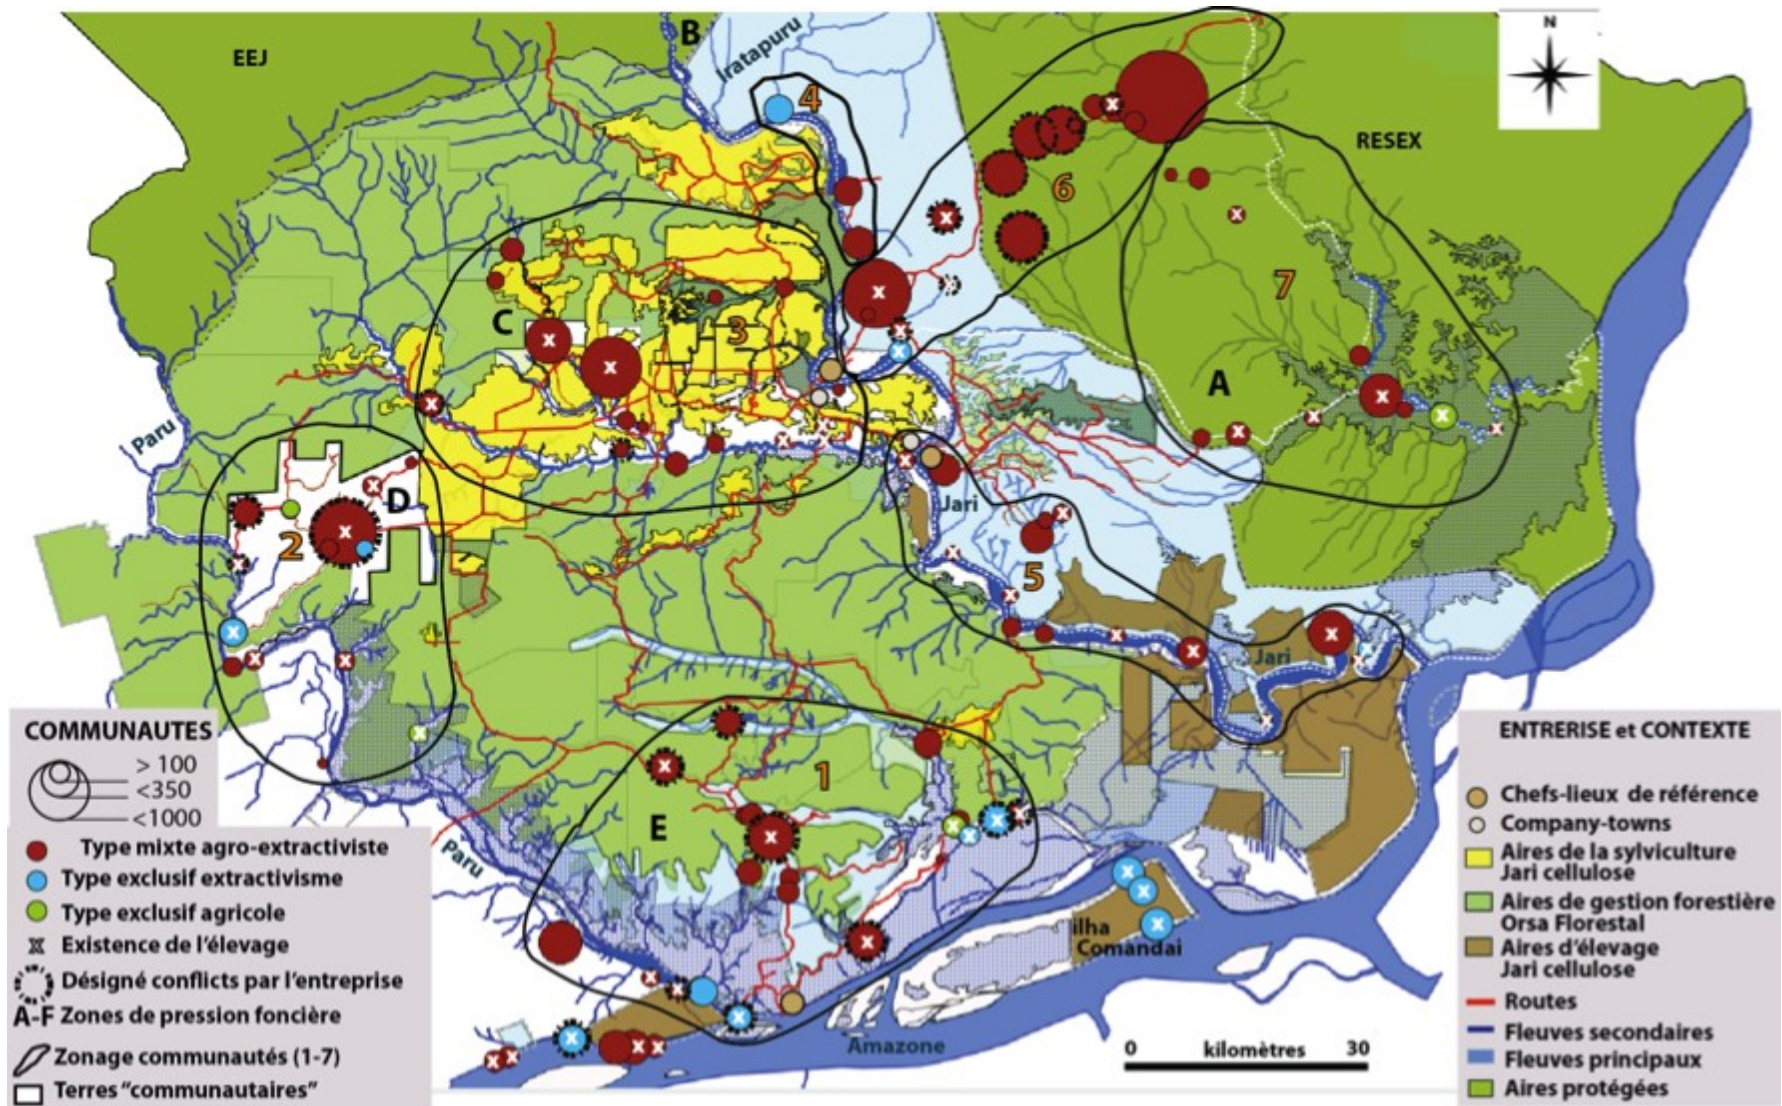 N
EEJ
B
Iratapuru
4
RESEX
6
7
C
3
A
Paru
D
2
Jari
5
Jari
1
E
Paru
ilha
Comandai
Amazone
0 kilomètres 30
COMMUNAUTES
> 100
<350
<1000
Type mixte agro-extractiviste
Type exclusif extractivisme
Type exclusif agricole
x Existence de l'élevage
Désigné conflicts par l'entreprise
A-F Zones de pression foncière
Zonage communautés (1-7)
Terres "communautaires"
ENTRERISE et CONTEXTE
Chefs-lieux de référence
Company-towns
Aires de la sylviculture
Jari cellulose
Aires de gestion forestière
Orsa Florestal
Aires d'élevage
Jari cellulose
Routes
Fleuves secondaires
Fleuves principaux
Aires protégées